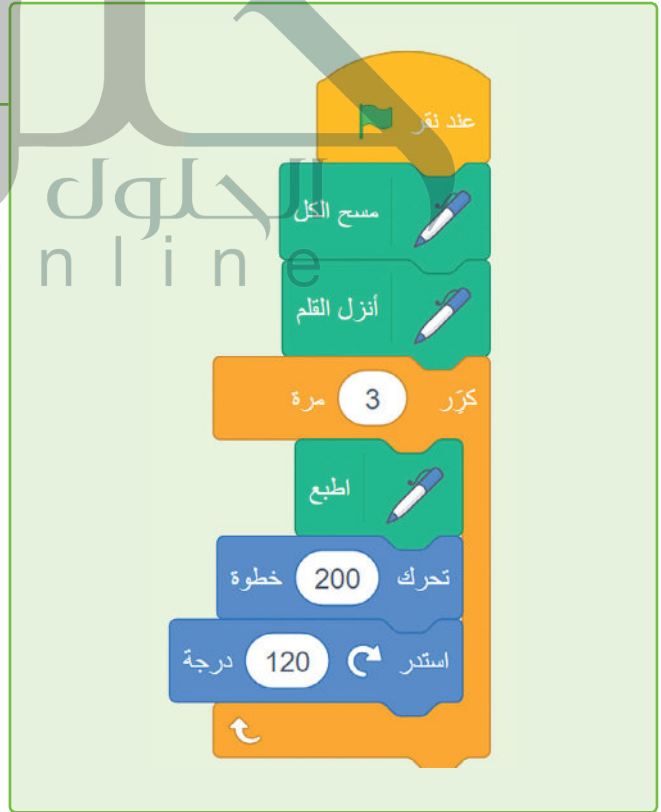 عند نقر
مسح الكل
الحلول
nline
أنزل القلم
كرّر 3 مرة
اطبع
تحرك 200 خطوة
استدر 120 درجة